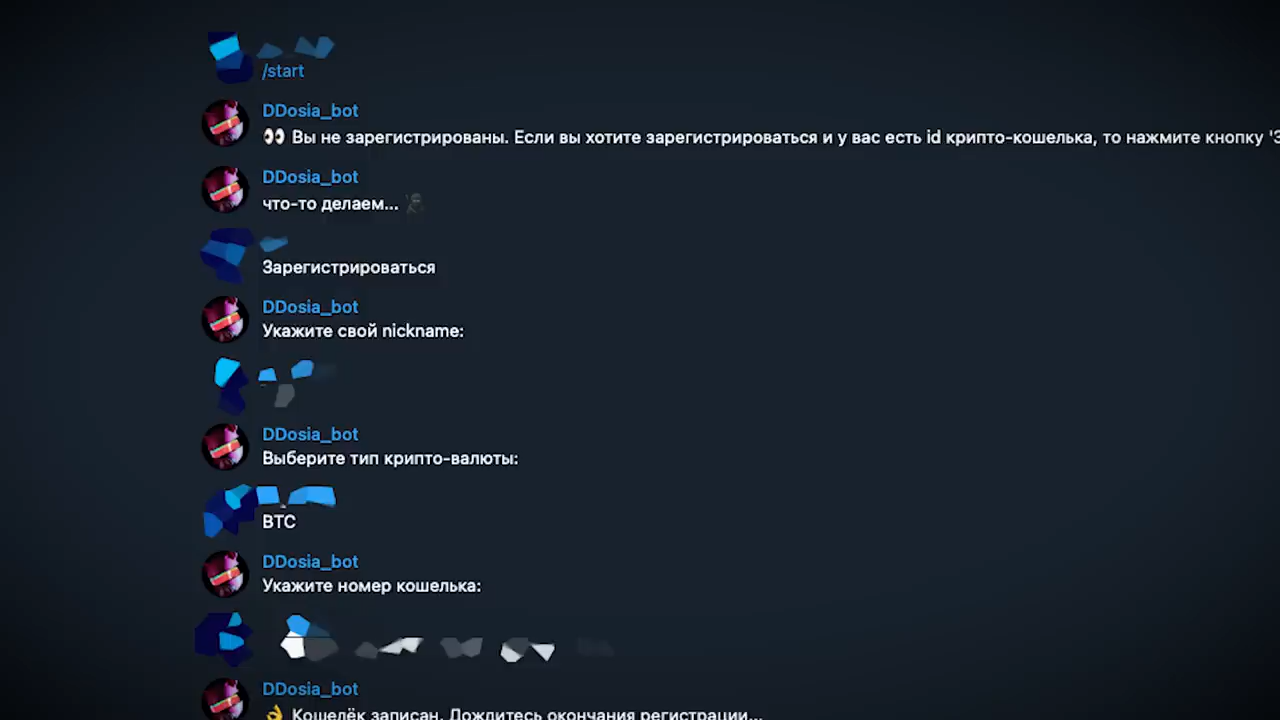 /start
DDosia_bot
👀 Вы не зарегистрированы. Если вы хотите зарегистрироваться и у вас есть id крипто-кошелька, то нажмите кнопку '
DDosia_bot
что-то делаем...
Зарегистрироваться
DDosia_bot
Укажите свой nickname:
DDosia_bot
Выберите тип крипто-валюты:
BTC
DDosia_bot
Укажите номер кошелька:
DDosia_bot
👌 Кошелёк записан. Дождитесь окончания регистрации...